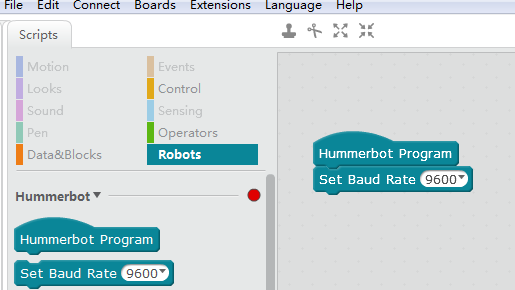 File Edit Connect Boards Extensions Language Help
Scripts
Motion Events
Looks Control
Sound Sensing
Pen Operators
Data&Blocks Robots
Hummerbot
Hummerbot Program
Set Baud Rate 9600
Hummerbot Program
Set Baud Rate 9600